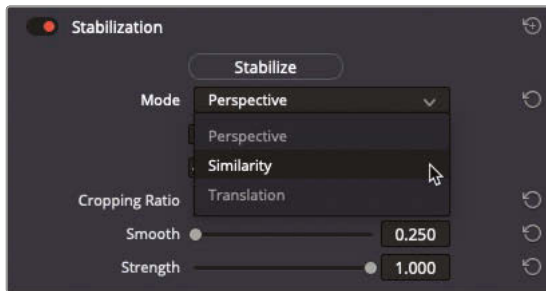 Stabilization
Stabilize
Mode Perspective
Perspective
Similarity
Translation
Cropping Ratio
Smooth 0.250
Strength 1.000